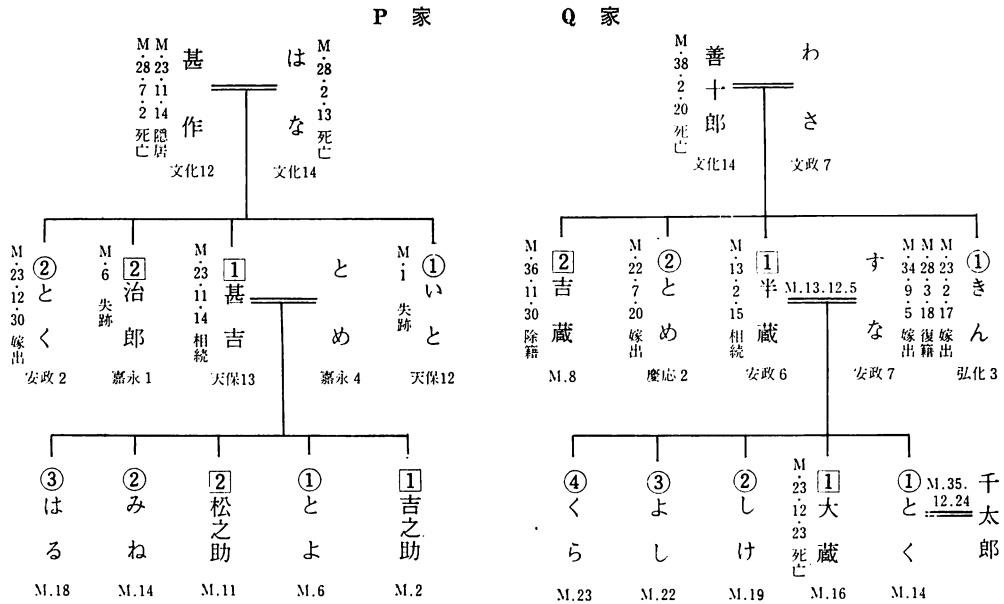 P 家
Q 家
はな
M・28・2・13 死亡
文化14
甚作
M・23・11・14 隠居
M・28・7・2 死亡
文化12
①いと
M・1 失跡
天保12
とめ
嘉永4
1甚吉
M・23・11・14 相続
天保13
2治郎
M・6 失跡
嘉永1
②とく
M・23・12・30 嫁出
安政2
1吉之助
M.2
①とよ
M.6
2松之助
M.11
②みね
M.14
③はる
M.18
わさ
文政7
善十郎
M・38・2・20 死亡
文化14
①きん
M・23・2・17 嫁出
M・28・3・18 復籍
M・34・9・5 嫁出
弘化3
すな
安政7
M.13.12.5
1半蔵
M・13・2・15 相続
安政6
②とめ
M・22・7・20 嫁出
慶応2
2吉蔵
M・36・11・30 除籍
M.8
千太郎
M.35.
12.24
①とく
M.14
1大蔵
M・23・12・23 死亡
M.16
②しけ
M.19
③よし
M.22
④くら
M.23